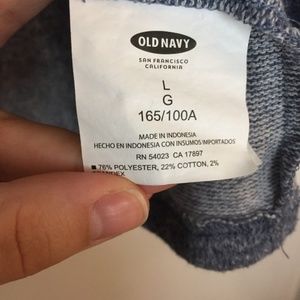 OLD NAVY
SAN FRANCISCO
CALIFORNIA
L
G
165/100A
MADE IN INDONESIA
HECHO EN INDONESIA CON INSUMOS IMPORTADOS
RN 54023 CA 17897
■ 76% POLYESTER, 22% COTTON, 2%